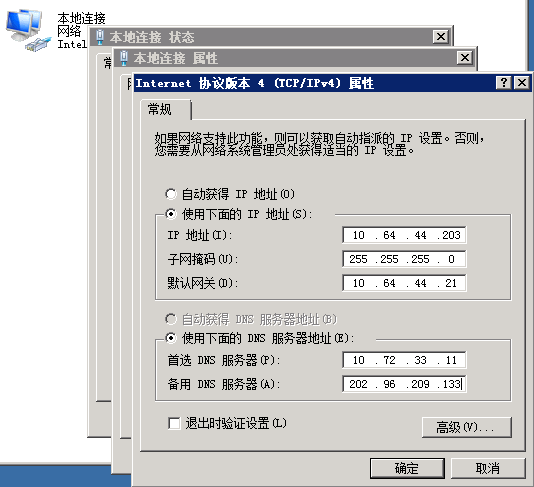 本地连接
网络
Intel
本地连接 状态
常
本地连接 属性
Internet 协议版本 4 (TCP/IPv4) 属性
常规
如果网络支持此功能，则可以获取自动指派的 IP 设置。否则，
您需要从网络系统管理员处获得适当的 IP 设置。
自动获得 IP 地址(O)
使用下面的 IP 地址(S):
IP 地址(I): 10 . 64 . 44 . 203
子网掩码(U): 255 . 255 . 255 . 0
默认网关(D): 10 . 64 . 44 . 21
自动获得 DNS 服务器地址(B)
使用下面的 DNS 服务器地址(E):
首选 DNS 服务器(P): 10 . 72 . 33 . 11
备用 DNS 服务器(A): 202 . 96 . 209 . 133
退出时验证设置(L)
高级(V)...
确定 取消